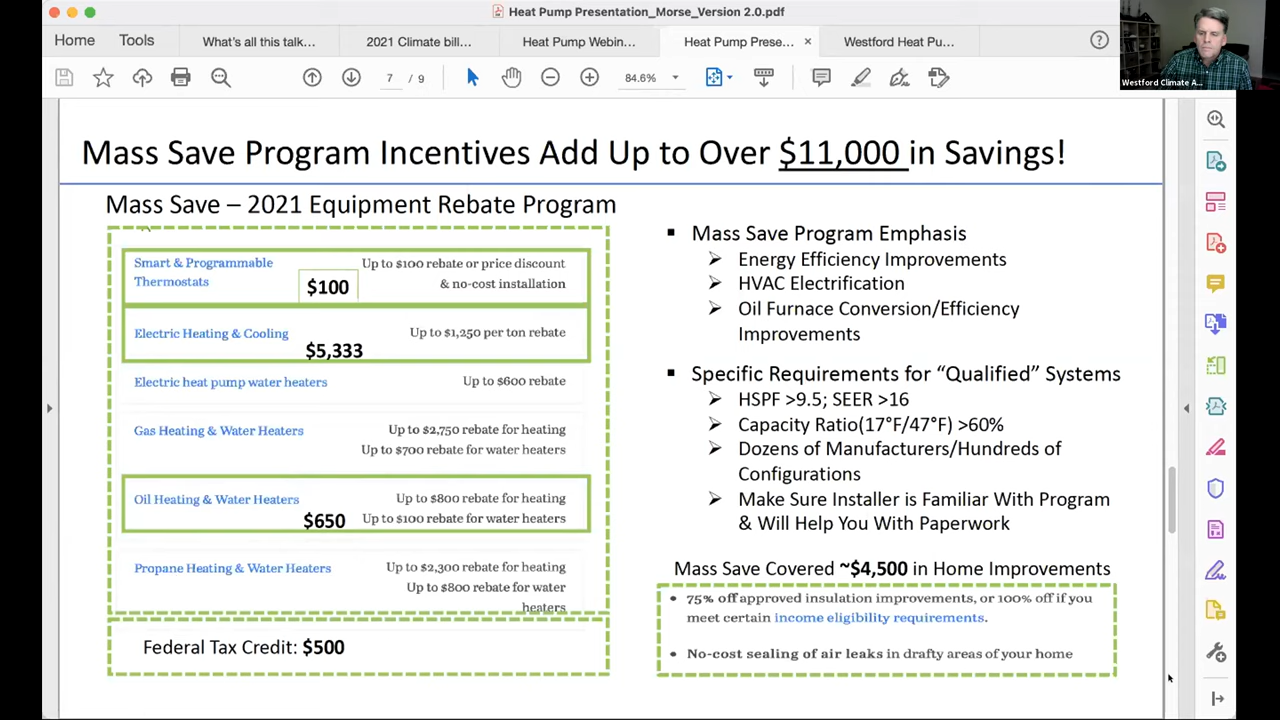 Heat Pump Presentation_Morse_Version 2.0.pdf
Home
Tools
What's all this talk...
2021 Climate bill...
Heat Pump Webin...
Heat Pump Prese...
Westford Heat Pu...
7 / 9
84.6%
Westford Climate A...
Mass Save Program Incentives Add Up to Over $11,000 in Savings!
Mass Save – 2021 Equipment Rebate Program
Smart & Programmable
Thermostats
$100
Up to $100 rebate or price discount
& no-cost installation
Electric Heating & Cooling
$5,333
Up to $1,250 per ton rebate
Electric heat pump water heaters
Up to $600 rebate
Gas Heating & Water Heaters
Up to $2,750 rebate for heating
Up to $700 rebate for water heaters
Oil Heating & Water Heaters
$650
Up to $800 rebate for heating
Up to $100 rebate for water heaters
Propane Heating & Water Heaters
Up to $2,300 rebate for heating
Up to $800 rebate for water
heaters
Federal Tax Credit: $500
Mass Save Program Emphasis
Energy Efficiency Improvements
HVAC Electrification
Oil Furnace Conversion/Efficiency
Improvements
Specific Requirements for “Qualified” Systems
HSPF >9.5; SEER >16
Capacity Ratio(17°F/47°F) >60%
Dozens of Manufacturers/Hundreds of
Configurations
Make Sure Installer is Familiar With Program
& Will Help You With Paperwork
Mass Save Covered ~$4,500 in Home Improvements
75% off approved insulation improvements, or 100% off if you
meet certain income eligibility requirements.
No-cost sealing of air leaks in drafty areas of your home